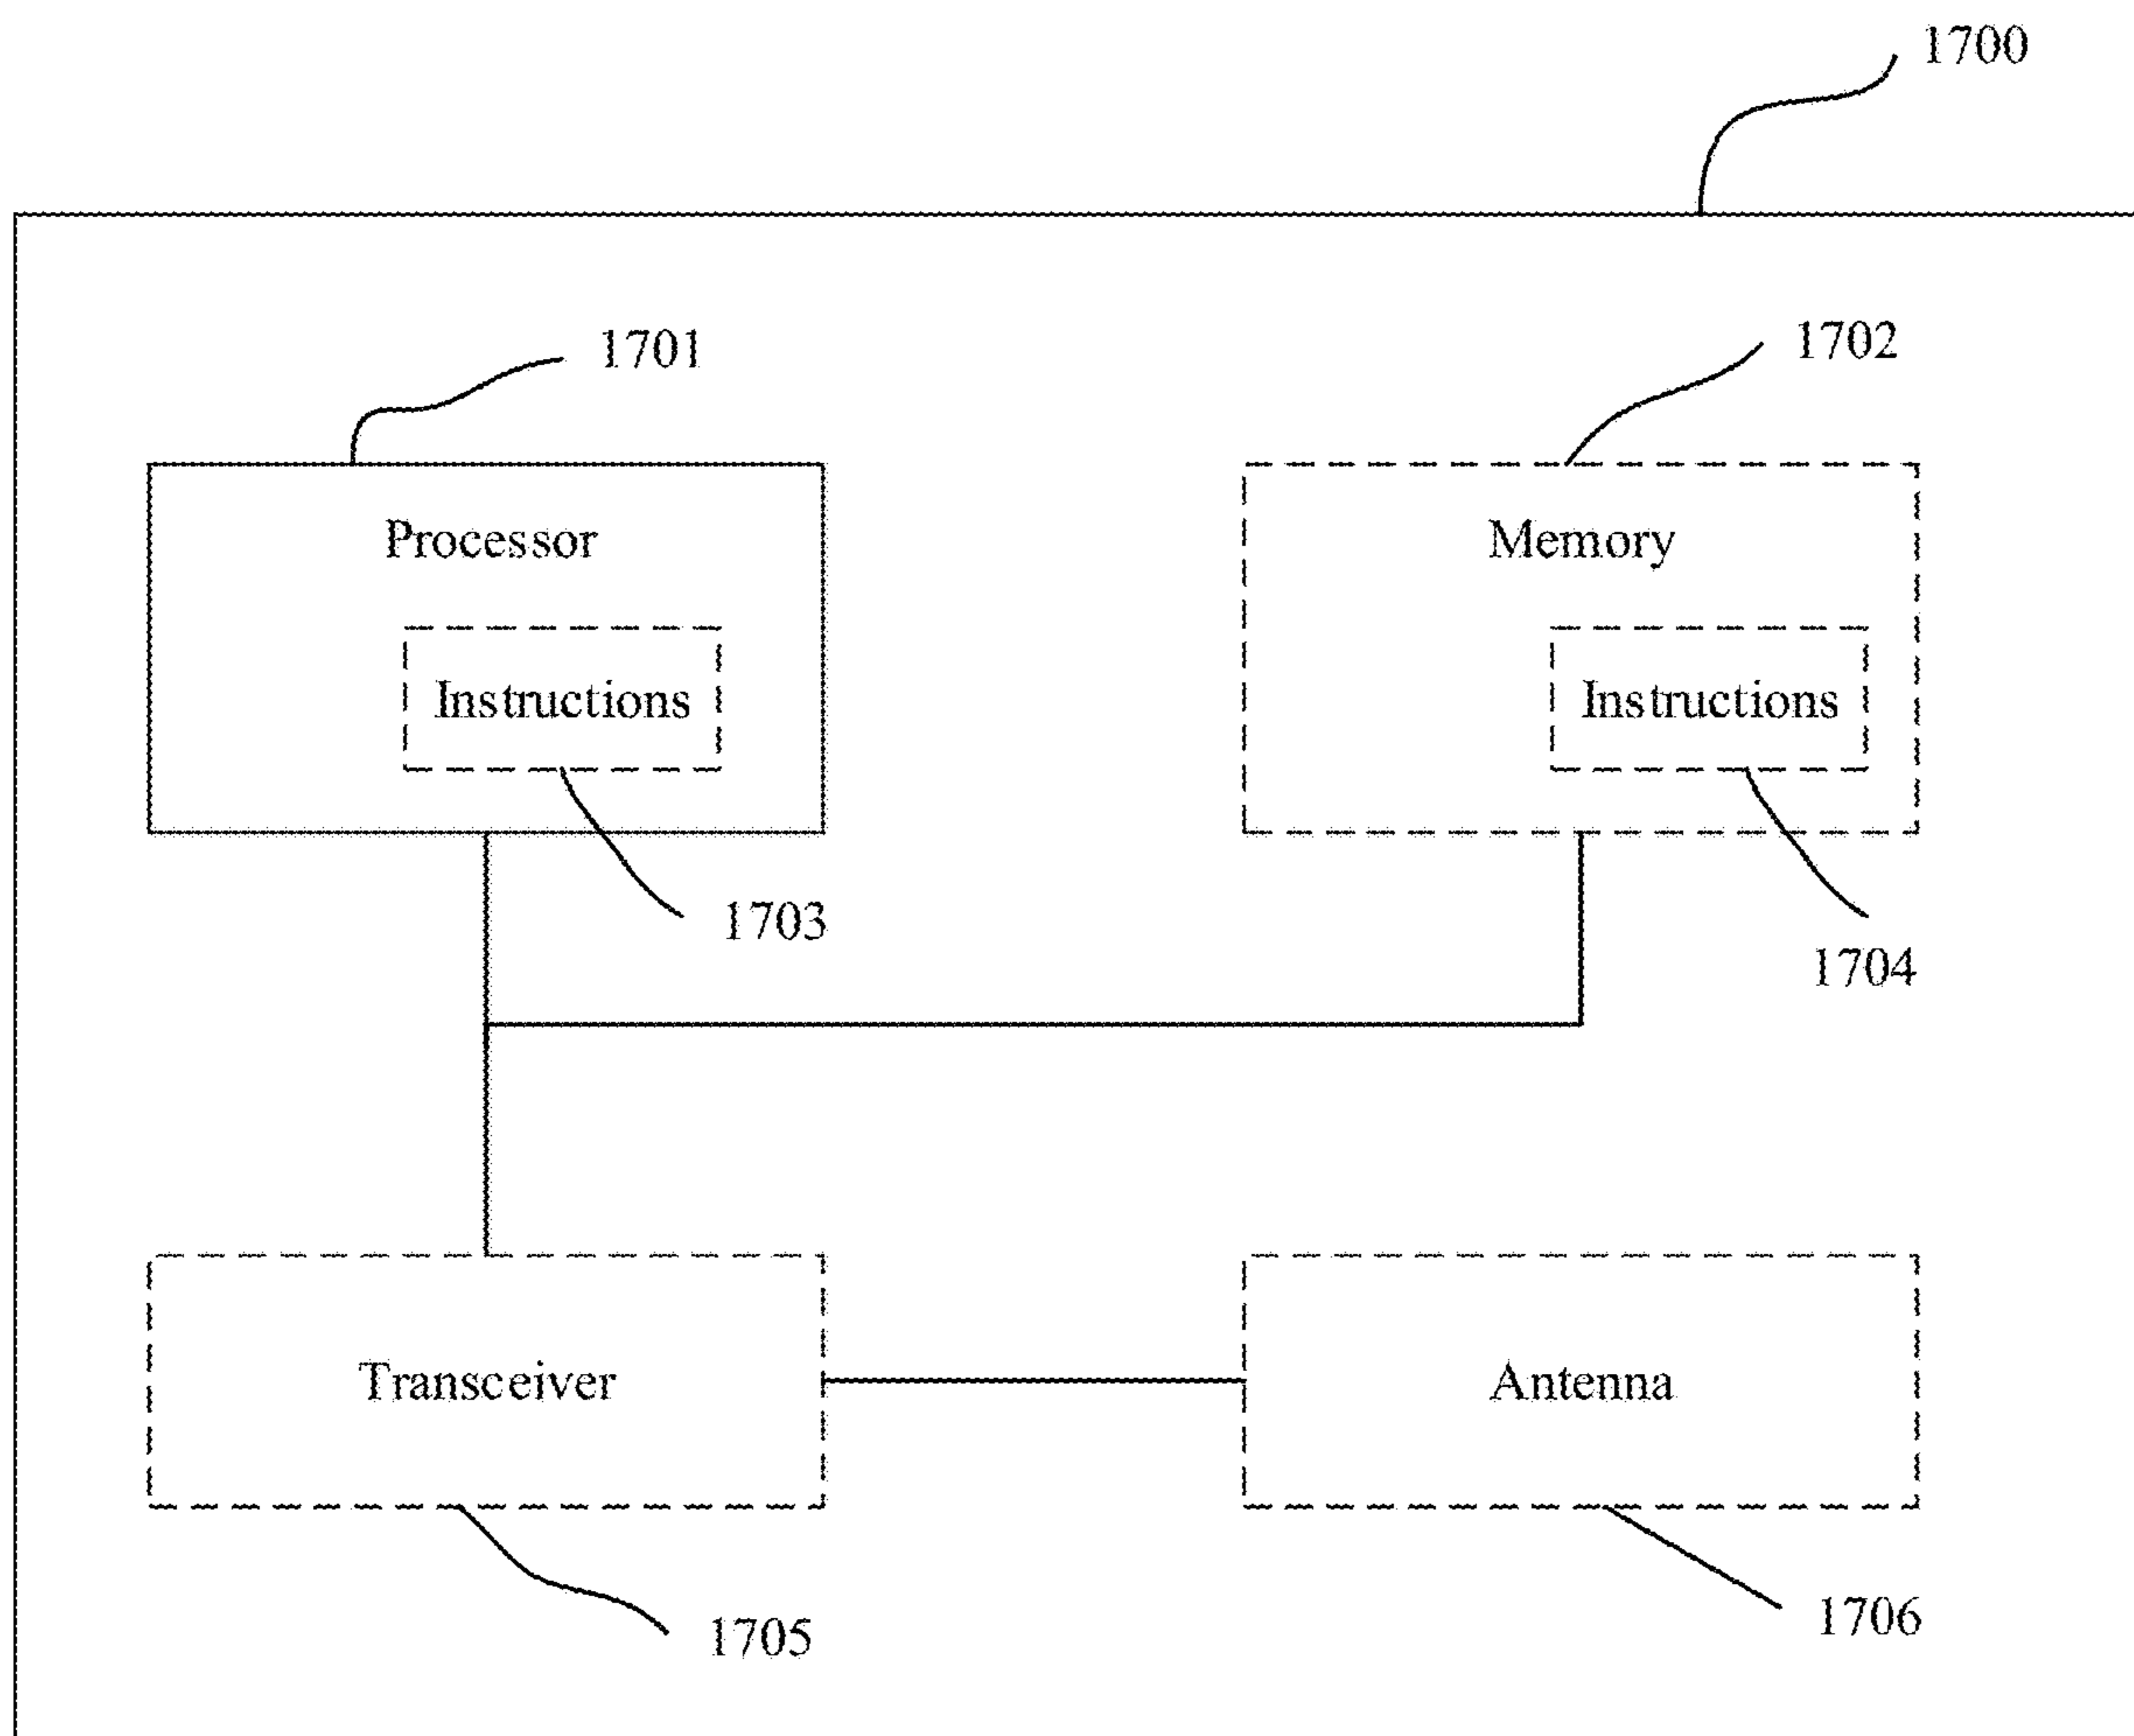 1700
1701
1702
Processor
Memory
Instructions
Instructions
1703
1704
Transceiver
Antenna
1705
1706